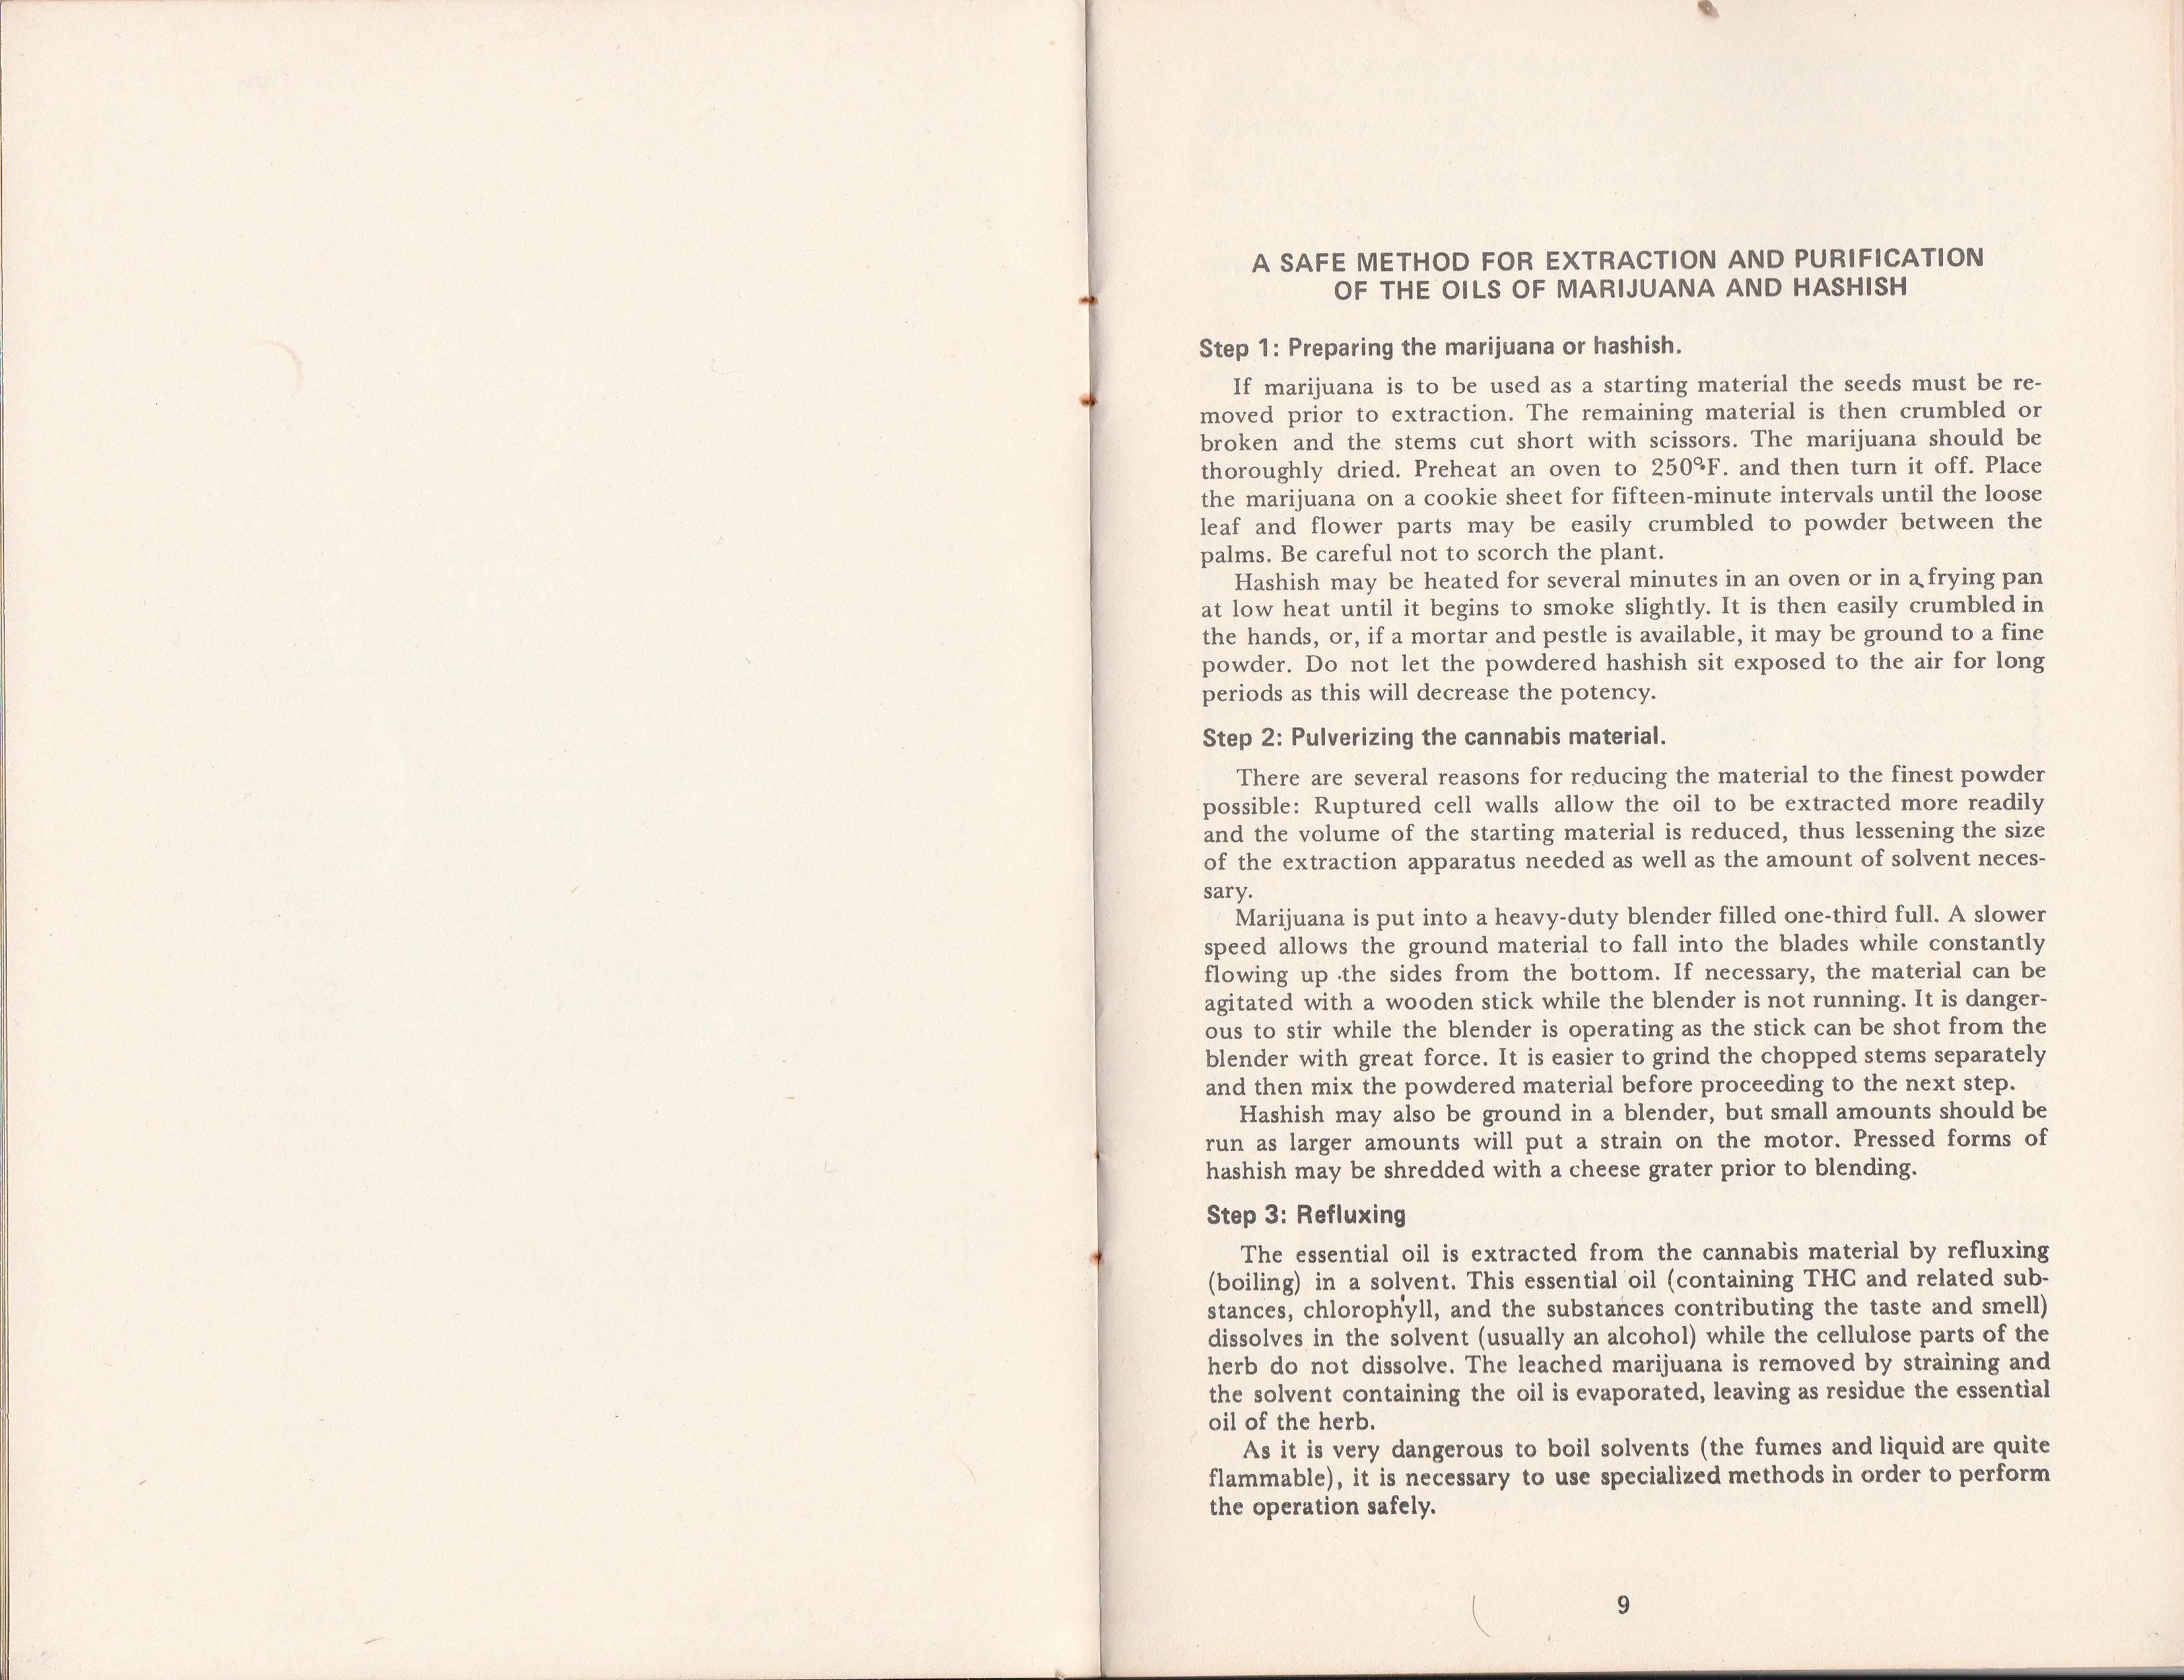 A SAFE METHOD FOR EXTRACTION AND PURIFICATION
OF THE OILS OF MARIJUANA AND HASHISH
Step 1: Preparing the marijuana or hashish.
If marijuana is to be used as a starting material the seeds must be re-
moved prior to extraction. The remaining material is then crumbled or
broken and the stems cut short with scissors. The marijuana should be
thoroughly dried. Preheat an oven to 250°F. and then turn it off. Place
the marijuana on a cookie sheet for fifteen-minute intervals until the loose
leaf and flower parts may be easily crumbled to powder between the
palms. Be careful not to scorch the plant.
Hashish may be heated for several minutes in an oven or in a frying pan
at low heat until it begins to smoke slightly. It is then easily crumbled in
the hands, or, if a mortar and pestle is available, it may be ground to a fine
powder. Do not let the powdered hashish sit exposed to the air for long
periods as this will decrease the potency.
Step 2: Pulverizing the cannabis material.
There are several reasons for reducing the material to the finest powder
possible: Ruptured cell walls allow the oil to be extracted more readily
and the volume of the starting material is reduced, thus lessening the size
of the extraction apparatus needed as well as the amount of solvent neces-
sary.
Marijuana is put into a heavy-duty blender filled one-third full. A slower
speed allows the ground material to fall into the blades while constantly
flowing up the sides from the bottom. If necessary, the material can be
agitated with a wooden stick while the blender is not running. It is danger-
ous to stir while the blender is operating as the stick can be shot from the
blender with great force. It is easier to grind the chopped stems separately
and then mix the powdered material before proceeding to the next step.
Hashish may also be ground in a blender, but small amounts should be
run as larger amounts will put a strain on the motor. Pressed forms of
hashish may be shredded with a cheese grater prior to blending.
Step 3: Refluxing
The essential oil is extracted from the cannabis material by refluxing
(boiling) in a solvent. This essential oil (containing THC and related sub-
stances, chlorophyll, and the substances contributing the taste and smell)
dissolves in the solvent (usually an alcohol) while the cellulose parts of the
herb do not dissolve. The leached marijuana is removed by straining and
the solvent containing the oil is evaporated, leaving as residue the essential
oil of the herb.
As it is very dangerous to boil solvents (the fumes and liquid are quite
flammable), it is necessary to use specialized methods in order to perform
the operation safely.
9